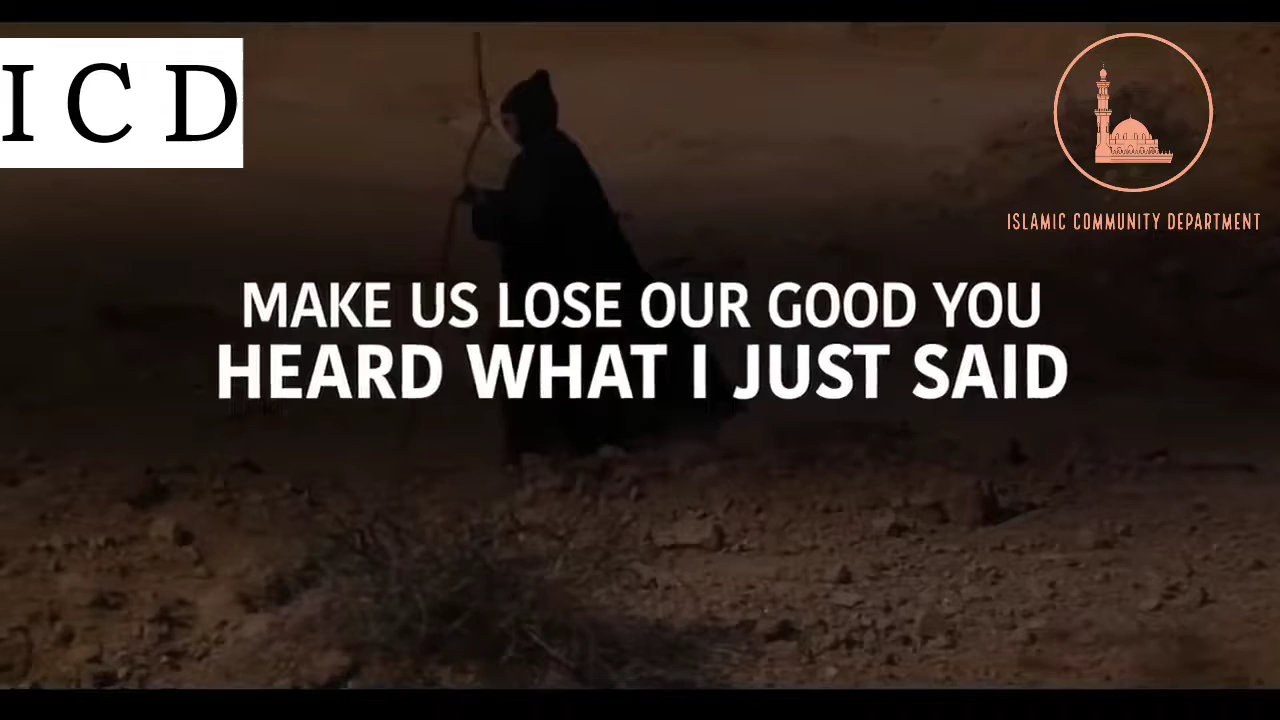 I C D
ISLAMIC COMMUNITY DEPARTMENT
MAKE US LOSE OUR GOOD YOU
HEARD WHAT I JUST SAID